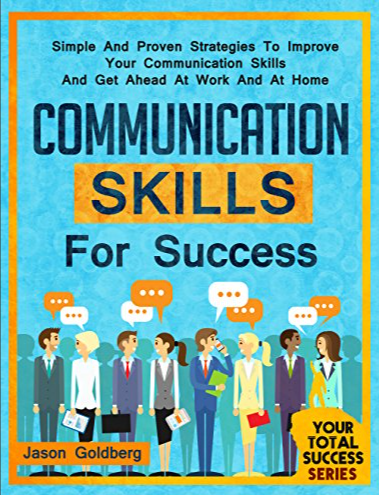 Simple And Proven Strategies To Improve
Your Communication Skills
And Get Ahead At Work And At Home
COMMUNICATION
SKILLS
For Success
Jason Goldberg
YOUR
TOTAL
SUCCESS
SERIES